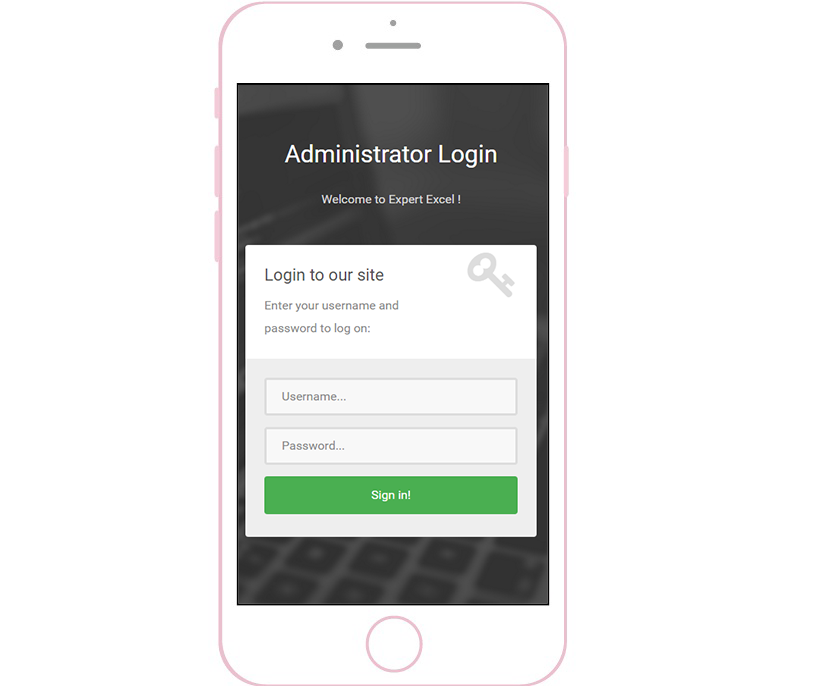 Administrator Login
Welcome to Expert Excel !
Login to our site
Enter your username and
password to log on:
Username...
Password...
Sign in!